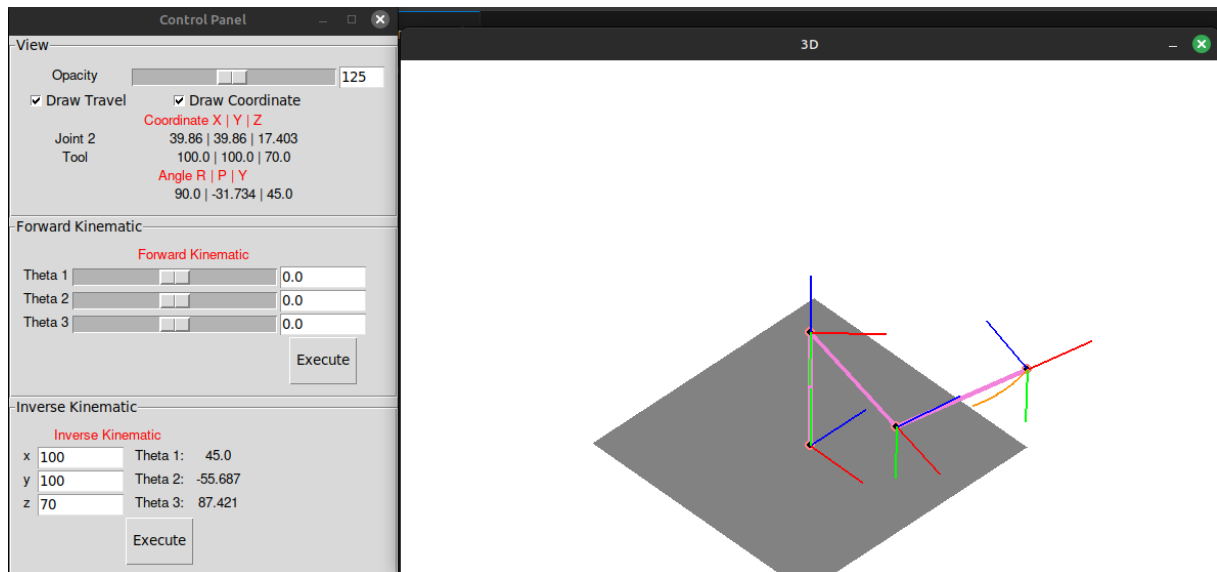 Control Panel
3D
View
Opacity 125
Draw Travel Draw Coordinate
Coordinate X | Y | Z
Joint 2 39.86 | 39.86 | 17.403
Tool 100.0 | 100.0 | 70.0
Angle R | P | Y
90.0 | -31.734 | 45.0
Forward Kinematic
Forward Kinematic
Theta 1 0.0
Theta 2 0.0
Theta 3 0.0
Execute
Inverse Kinematic
Inverse Kinematic
x 100 Theta 1: 45.0
y 100 Theta 2: -55.687
z 70 Theta 3: 87.421
Execute